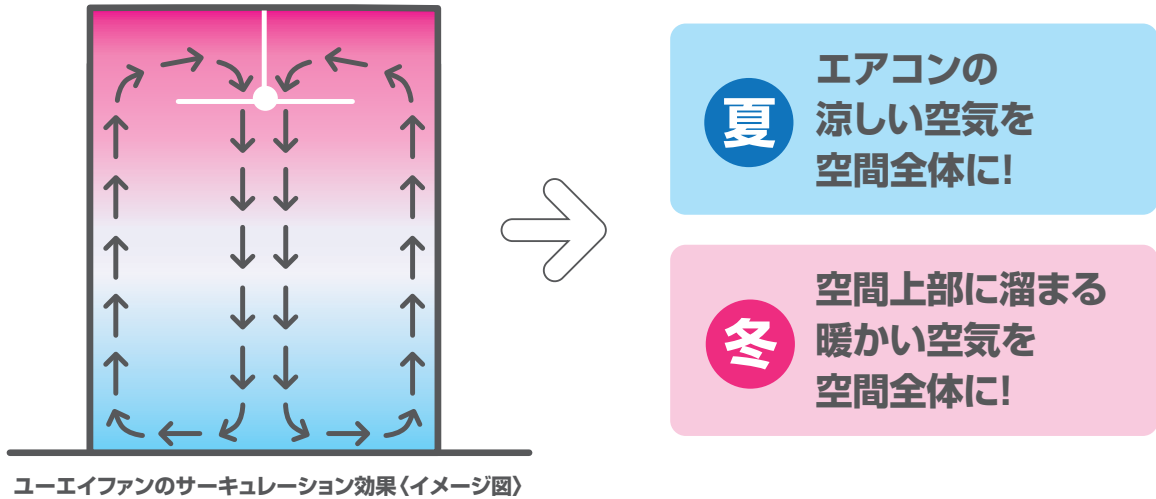 夏
エアコンの
涼しい空気を
空間全体に!
冬
空間上部に溜まる
暖かい空気を
空間全体に!
ユーエイファンのサーキュレーション効果〈イメージ図〉